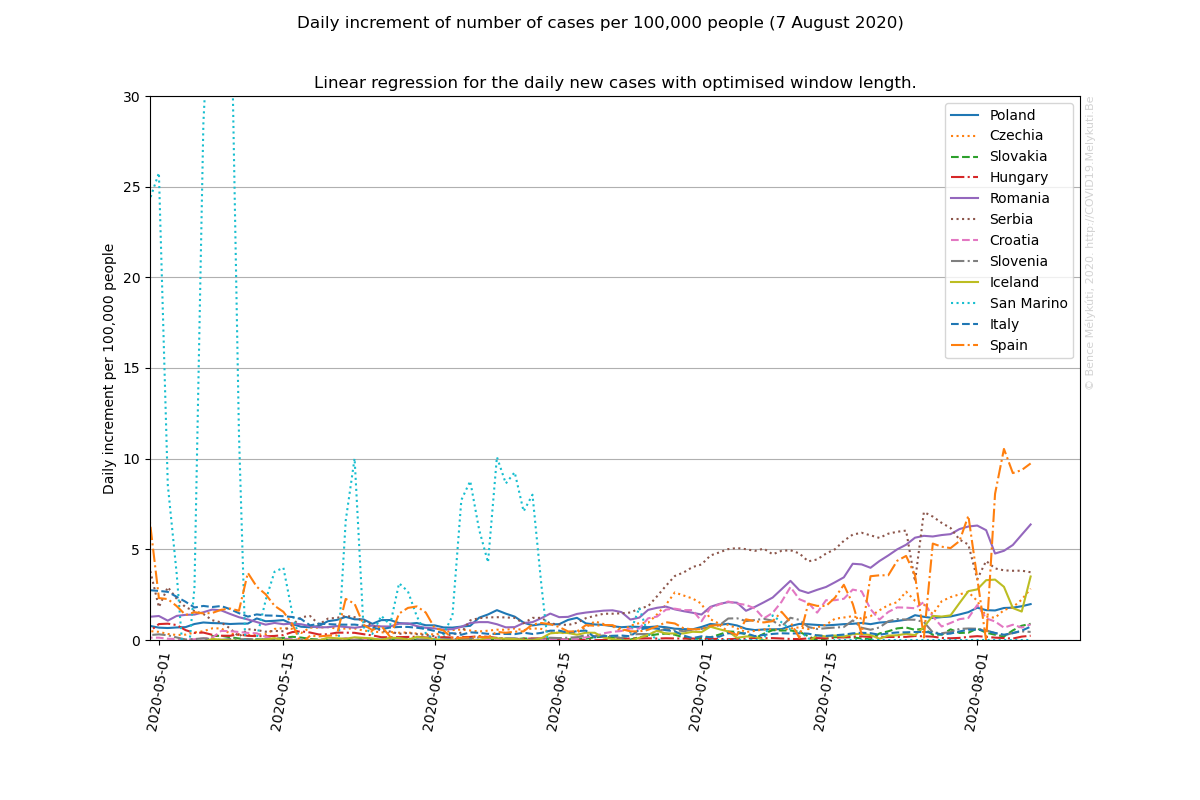 Daily increment of number of cases per 100,000 people (7 August 2020)
Linear regression for the daily new cases with optimised window length.
30
25
20
15
10
5
0
Daily increment per 100,000 people
Poland
Czechia
Slovakia
Hungary
Romania
Serbia
Croatia
Slovenia
Iceland
San Marino
Italy
Spain
© Bence Mélykúti, 2020. http://COVID19.Melykuti.Be
2020-05-01
2020-05-15
2020-06-01
2020-06-15
2020-07-01
2020-07-15
2020-08-01